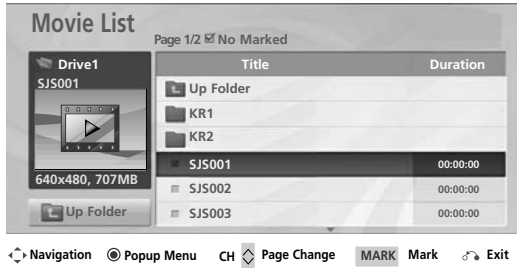 Movie List
Page 1/2 No Marked
Drive1
SJS001
640x480, 707MB
Up Folder
Title Duration
Up Folder
KR1
KR2
SJS001 00:00:00
SJS002 00:00:00
SJS003 00:00:00
Navigation Popup Menu CH Page Change MARK Mark Exit